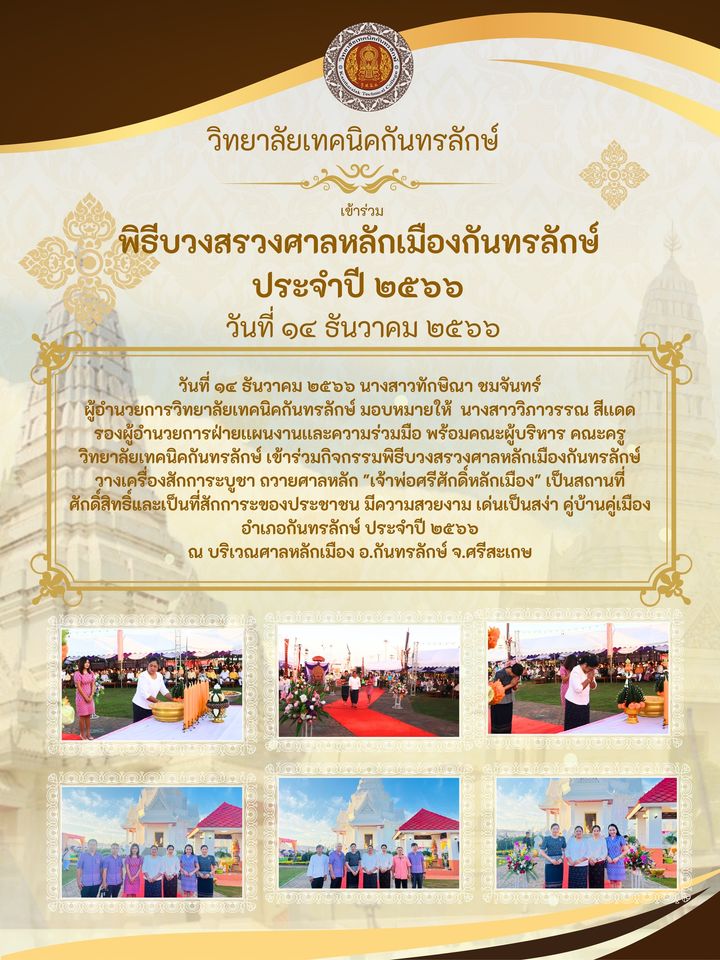 วิทยาลัยเทคนิคกันทรลักษ์
เข้าร่วม
พิธีบวงสรวงศาลหลักเมืองกันทรลักษ์
ประจำปี ๒๕๖๖
วันที่ ๑๔ ธันวาคม ๒๕๖๖
วันที่ ๑๔ ธันวาคม ๒๕๖๖ นางสาวทักษิณา ชมจันทร์
ผู้อำนวยการวิทยาลัยเทคนิคกันทรลักษ์ มอบหมายให้ นางสาววิภาวรรณ สีแดด
รองผู้อำนวยการฝ่ายแผนงานและความร่วมมือ พร้อมคณะผู้บริหาร คณะครู
วิทยาลัยเทคนิคกันทรลักษ์ เข้าร่วมกิจกรรมพิธีบวงสรวงศาลหลักเมืองกันทรลักษ์
วางเครื่องสักการะบูชา ถวายศาลหลัก "เจ้าพ่อศรีศักดิ์หลักเมือง" เป็นสถานที่
ศักดิ์สิทธิ์และเป็นที่สักการะของประชาชน มีความสวยงาม เด่นเป็นสง่า คู่บ้านคู่เมือง
อำเภอกันทรลักษ์ ประจำปี ๒๕๖๖
ณ บริเวณศาลหลักเมือง อ.กันทรลักษ์ จ.ศรีสะเกษ